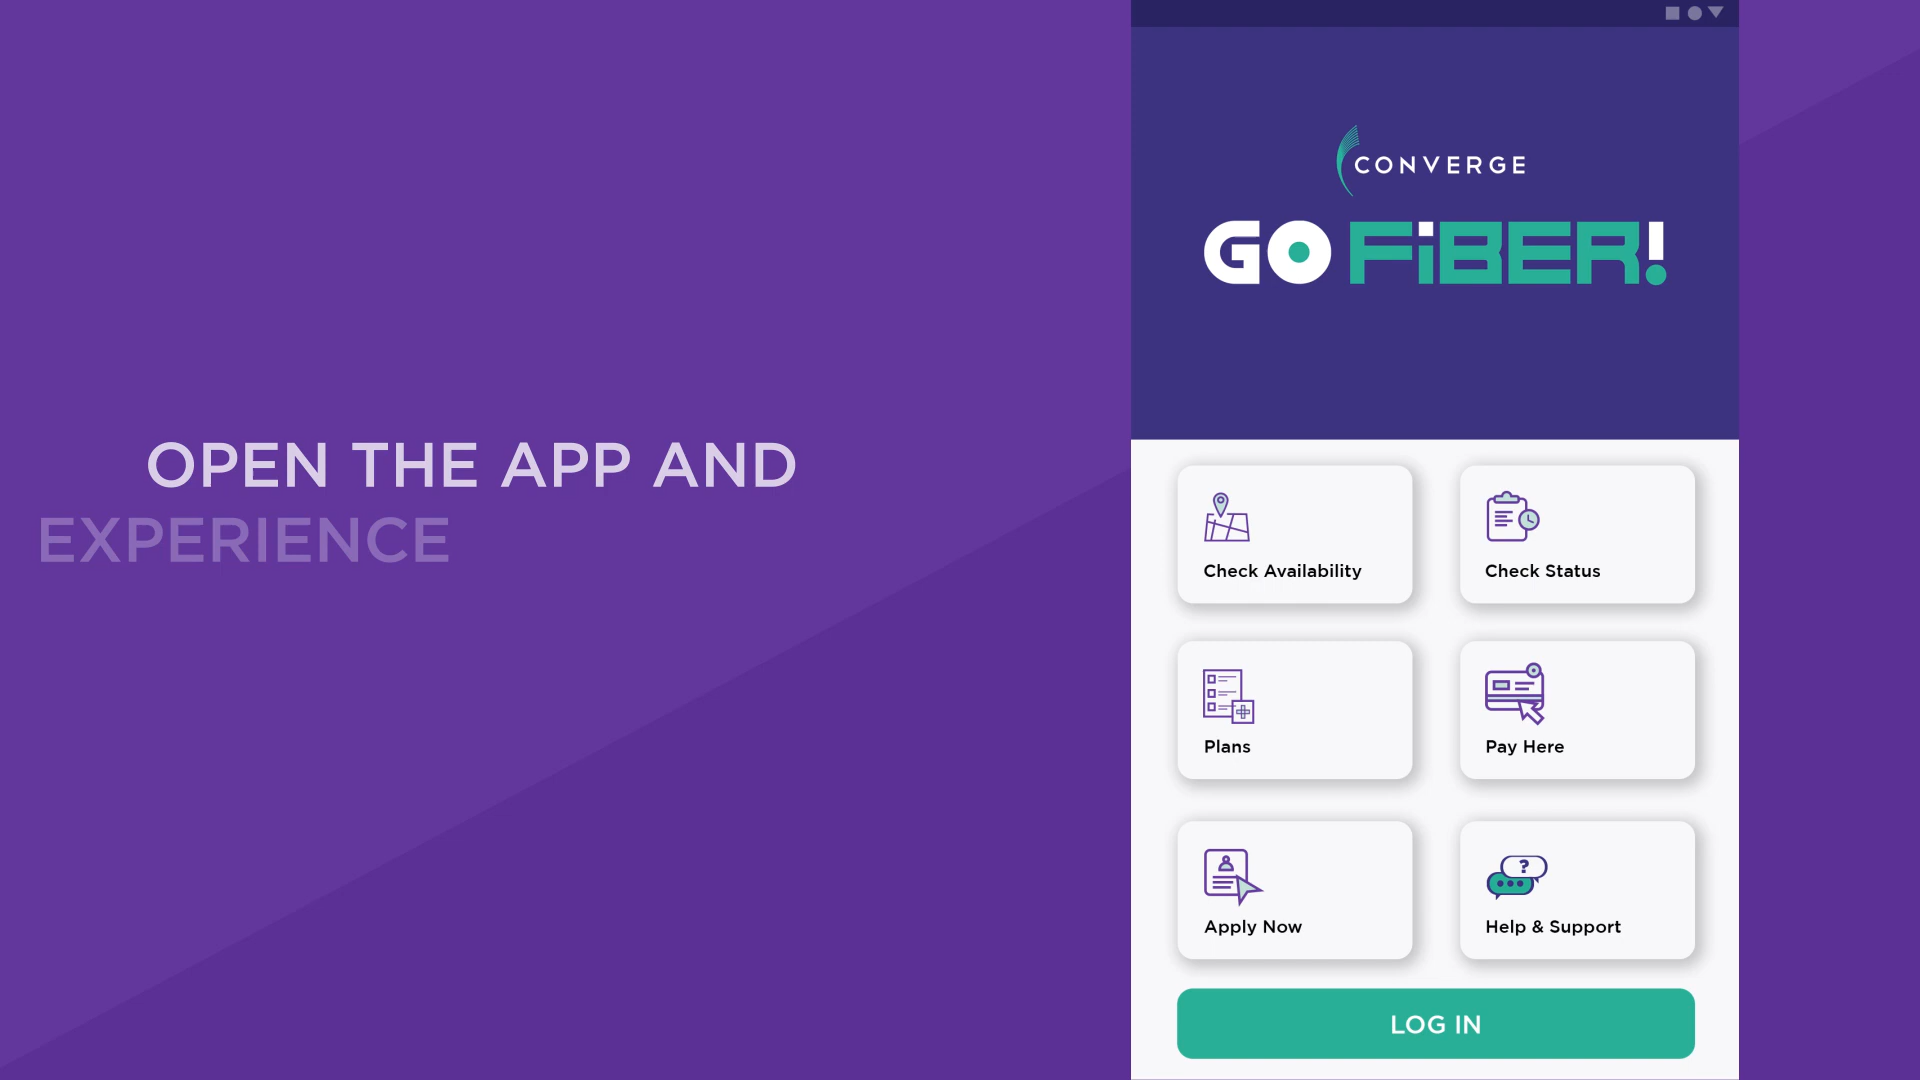 OPEN THE APP AND
EXPERIENCE
CONVERGE
GO FiBER!
Check Availability
Check Status
Plans
Pay Here
?
Apply Now
Help & Support
LOG IN